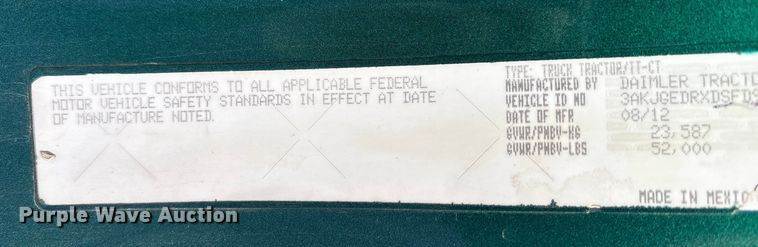 THIS VEHICLE CONFORMS TO ALL APPLICABLE FEDERAL
MOTOR VEHICLE SAFETY STANDARDS IN EFFECT AT DATE
OF MANUFACTURE NOTED.
TYPE: TRUCK TRACTOR/TT-CT
MANUFACTURED BY DAIMLER TRACTO
VEHICLE ID NO 3AKJGEDRXDSFDS
DATE OF MFR 08/12
GVWR/PNBV-KG 23,587
GVWR/PNBV-LBS 52,000
MADE IN MEXICO
Purple Wave Auction